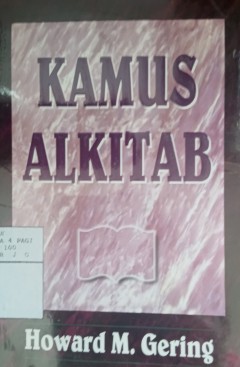 KAMUS
ALKITAB
Howard M. Gering